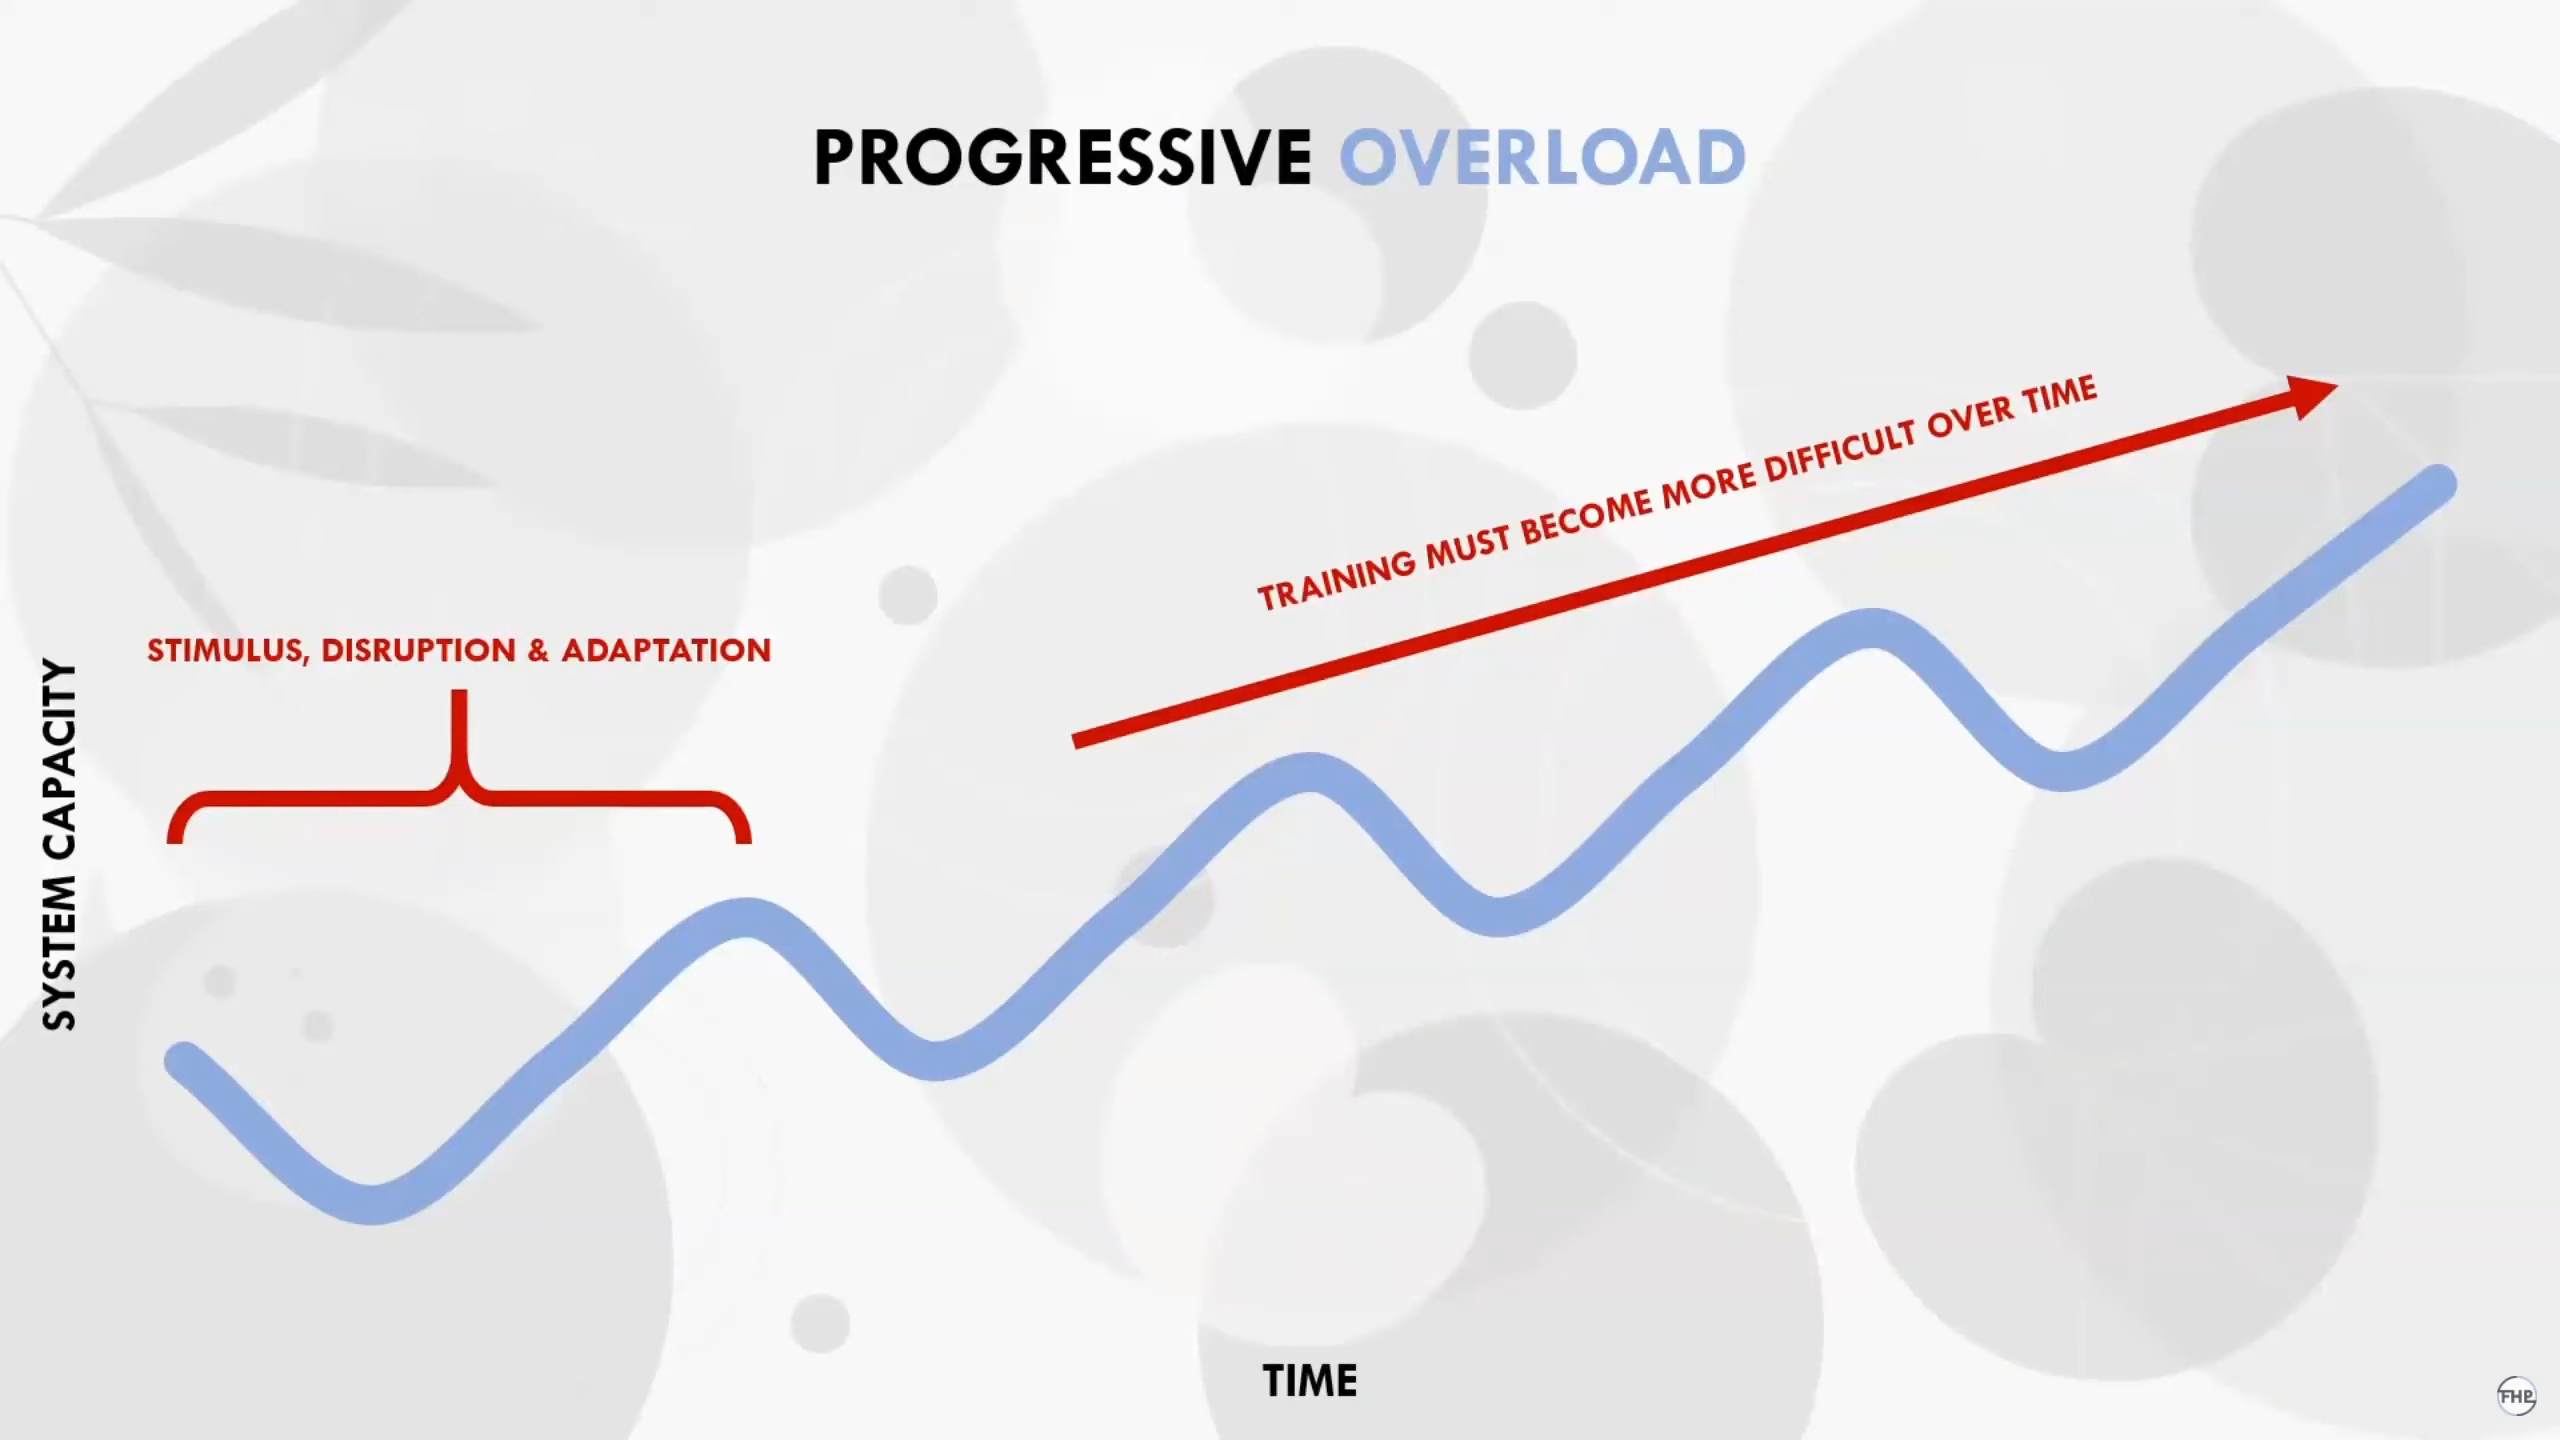 PROGRESSIVE OVERLOAD
TRAINING MUST BECOME MORE DIFFICULT OVER TIME
STIMULUS, DISRUPTION & ADAPTATION
SYSTEM CAPACITY
TIME
FHP